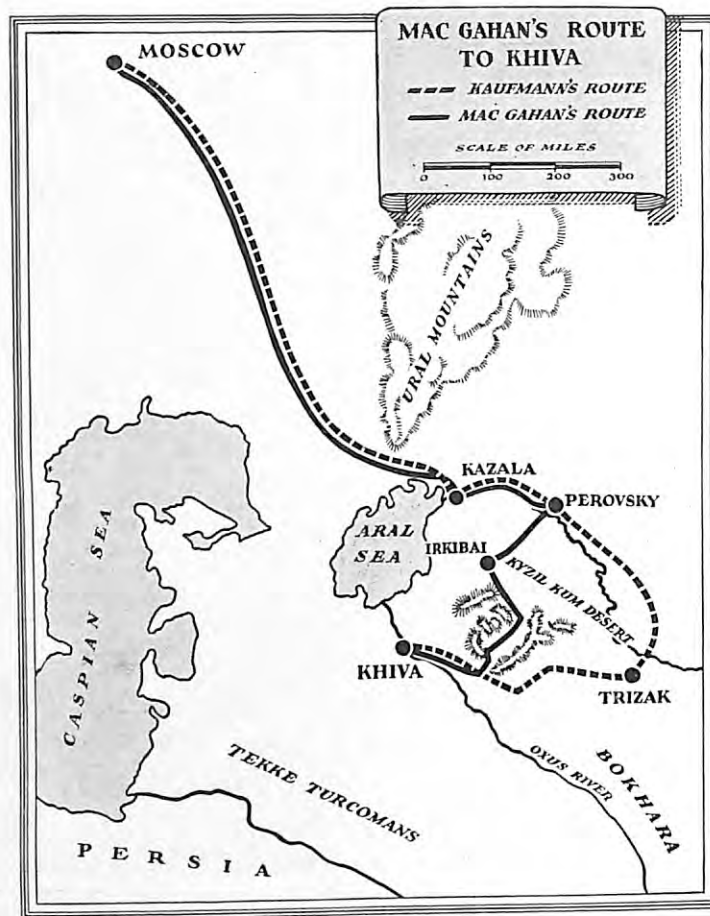 MOSCOW
MAC GAHAN'S ROUTE
TO KHIVA
KAUFMANN'S ROUTE
MAC GAHAN'S ROUTE
SCALE OF MILES
0 100 200 300
URAL MOUNTAINS
KAZALA
PEROVSKY
ARAL
SEA
IRKIBAI
KYZIL KUM DESERT
CASPIAN SEA
KHIVA
TRIZAK
TEKKE TURCOMANS
OXUS RIVER
BOKHARA
PERSIA